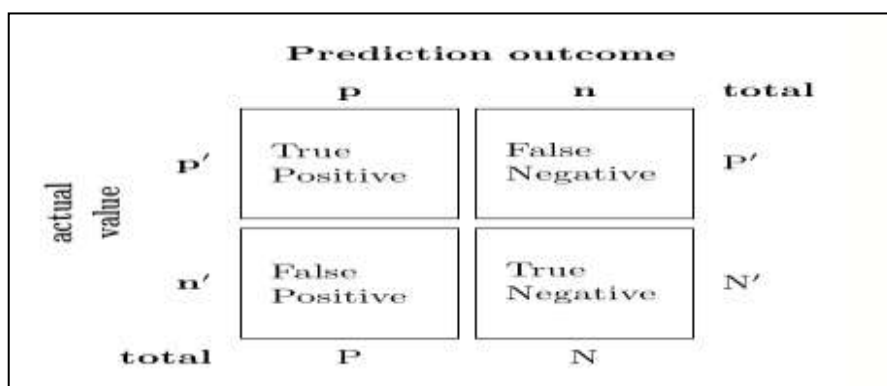 Prediction outcome
p n total
actual
value
p′ True
Positive False
Negative P′
n′ False
Positive True
Negative N′
total P N